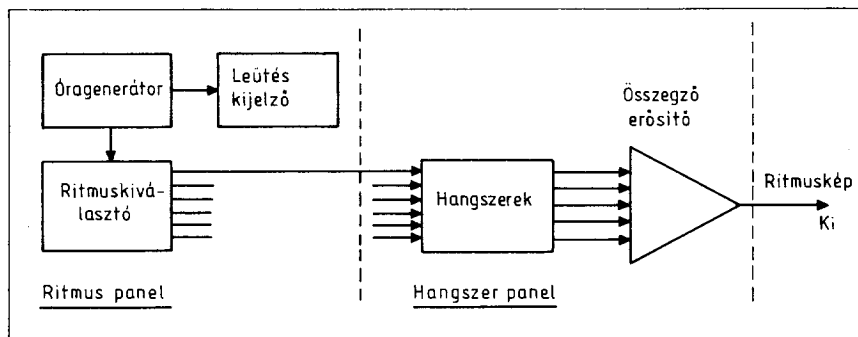 Óragenerátor
Leütés
kijelző
Ritmuskivá-
lasztó
Ritmus panel
Hangszerek
Hangszer panel
Összegző
erősítő
Ritmuskép
Ki